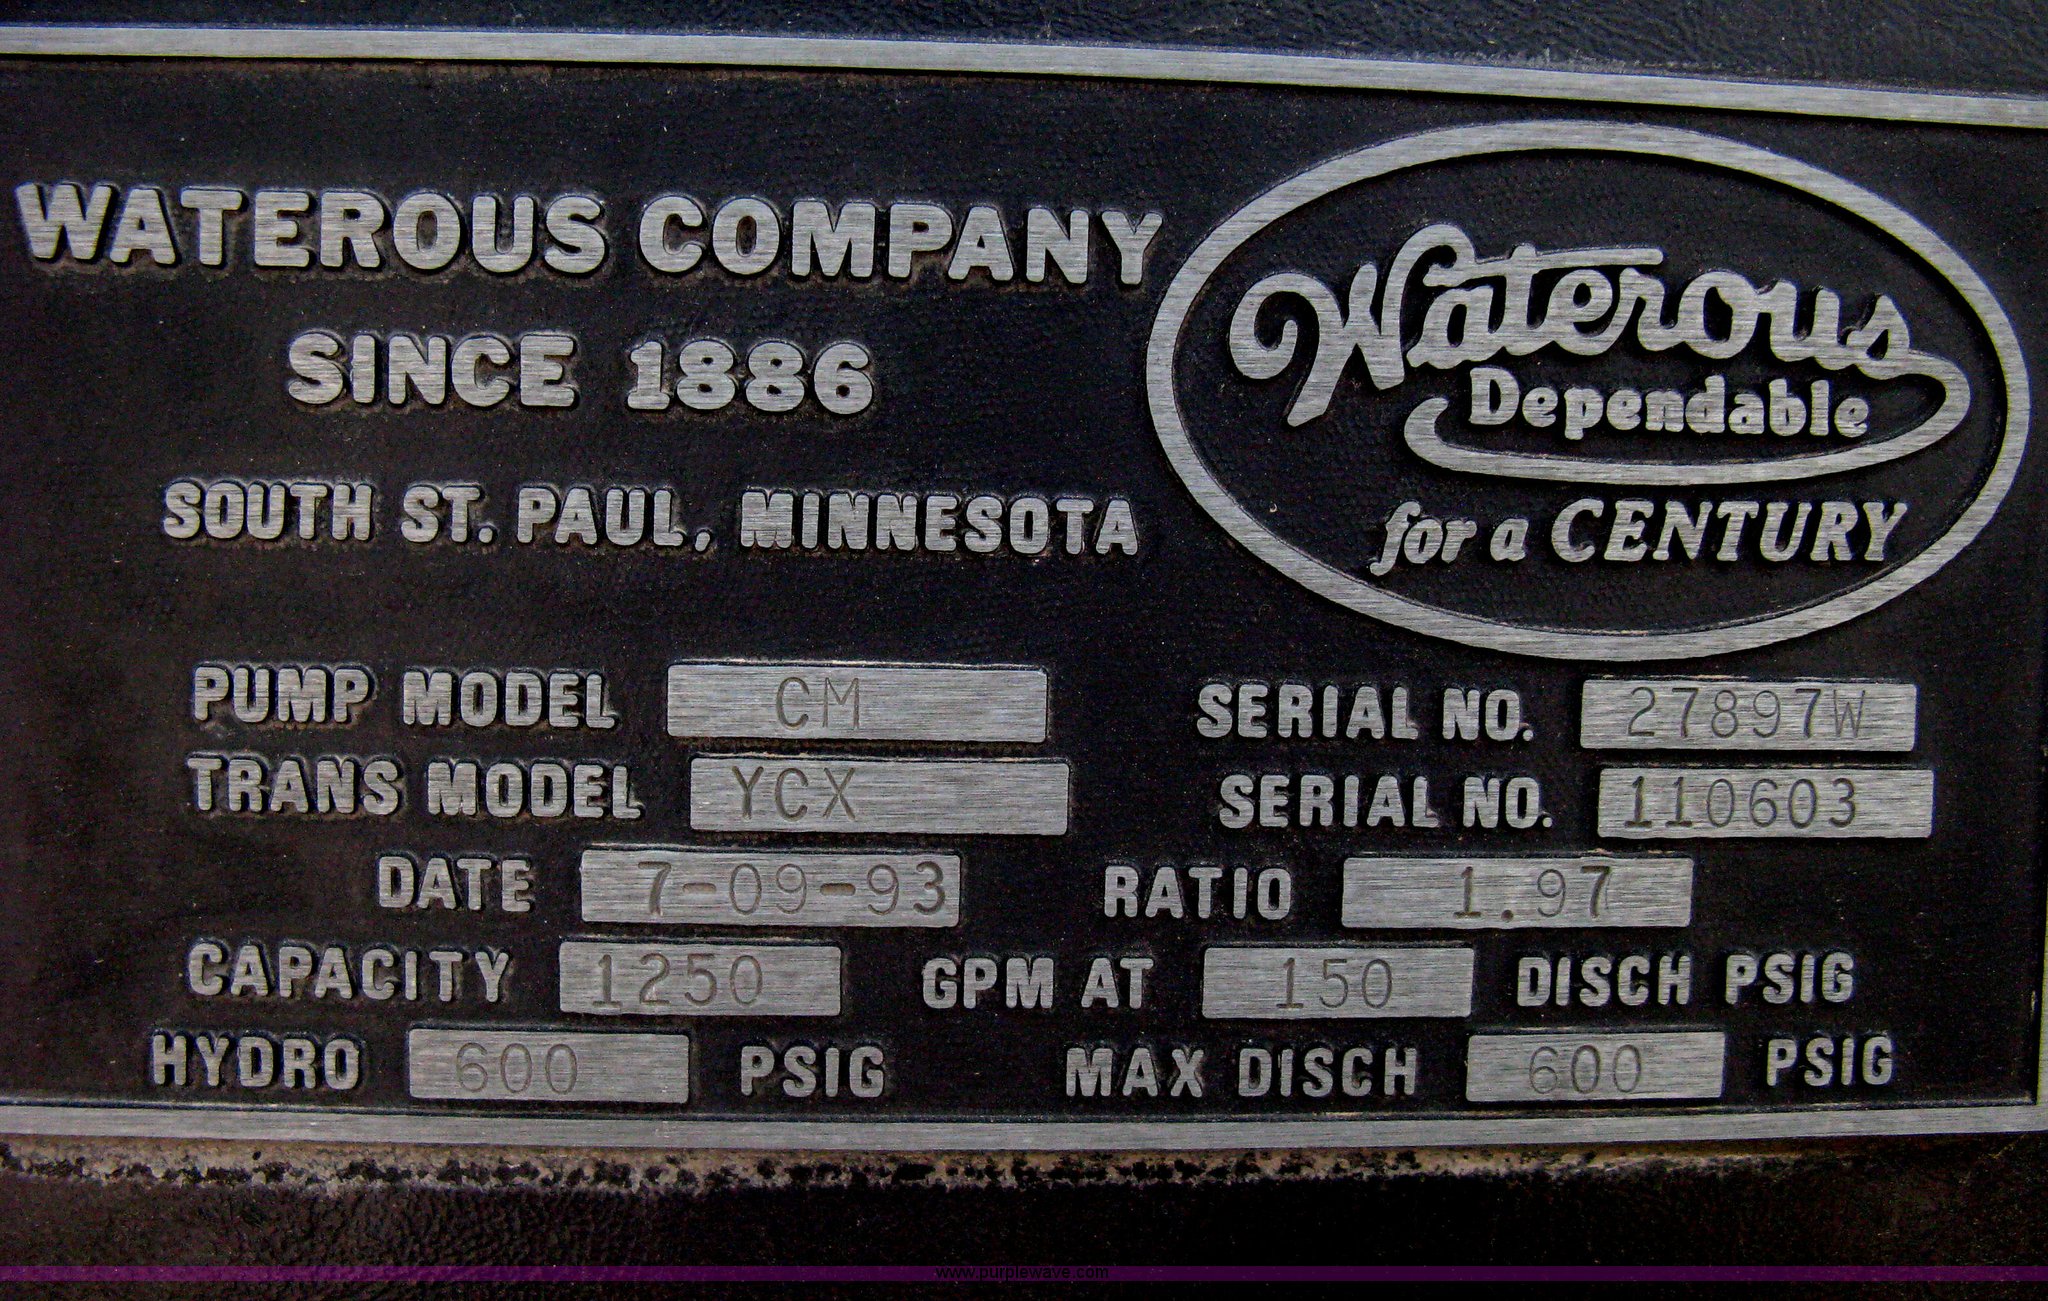 WATEROUS COMPANY
SINCE 1886
SOUTH ST. PAUL, MINNESOTA
Waterous
Dependable
for a CENTURY
PUMP MODEL CM SERIAL NO. 27897W
TRANS MODEL YCX SERIAL NO. 110603
DATE 7-09-93 RATIO 1.97
CAPACITY 1250 GPM AT 150 DISCH PSIG
HYDRO 600 PSIG MAX DISCH 600 PSIG
www.purplewave.com